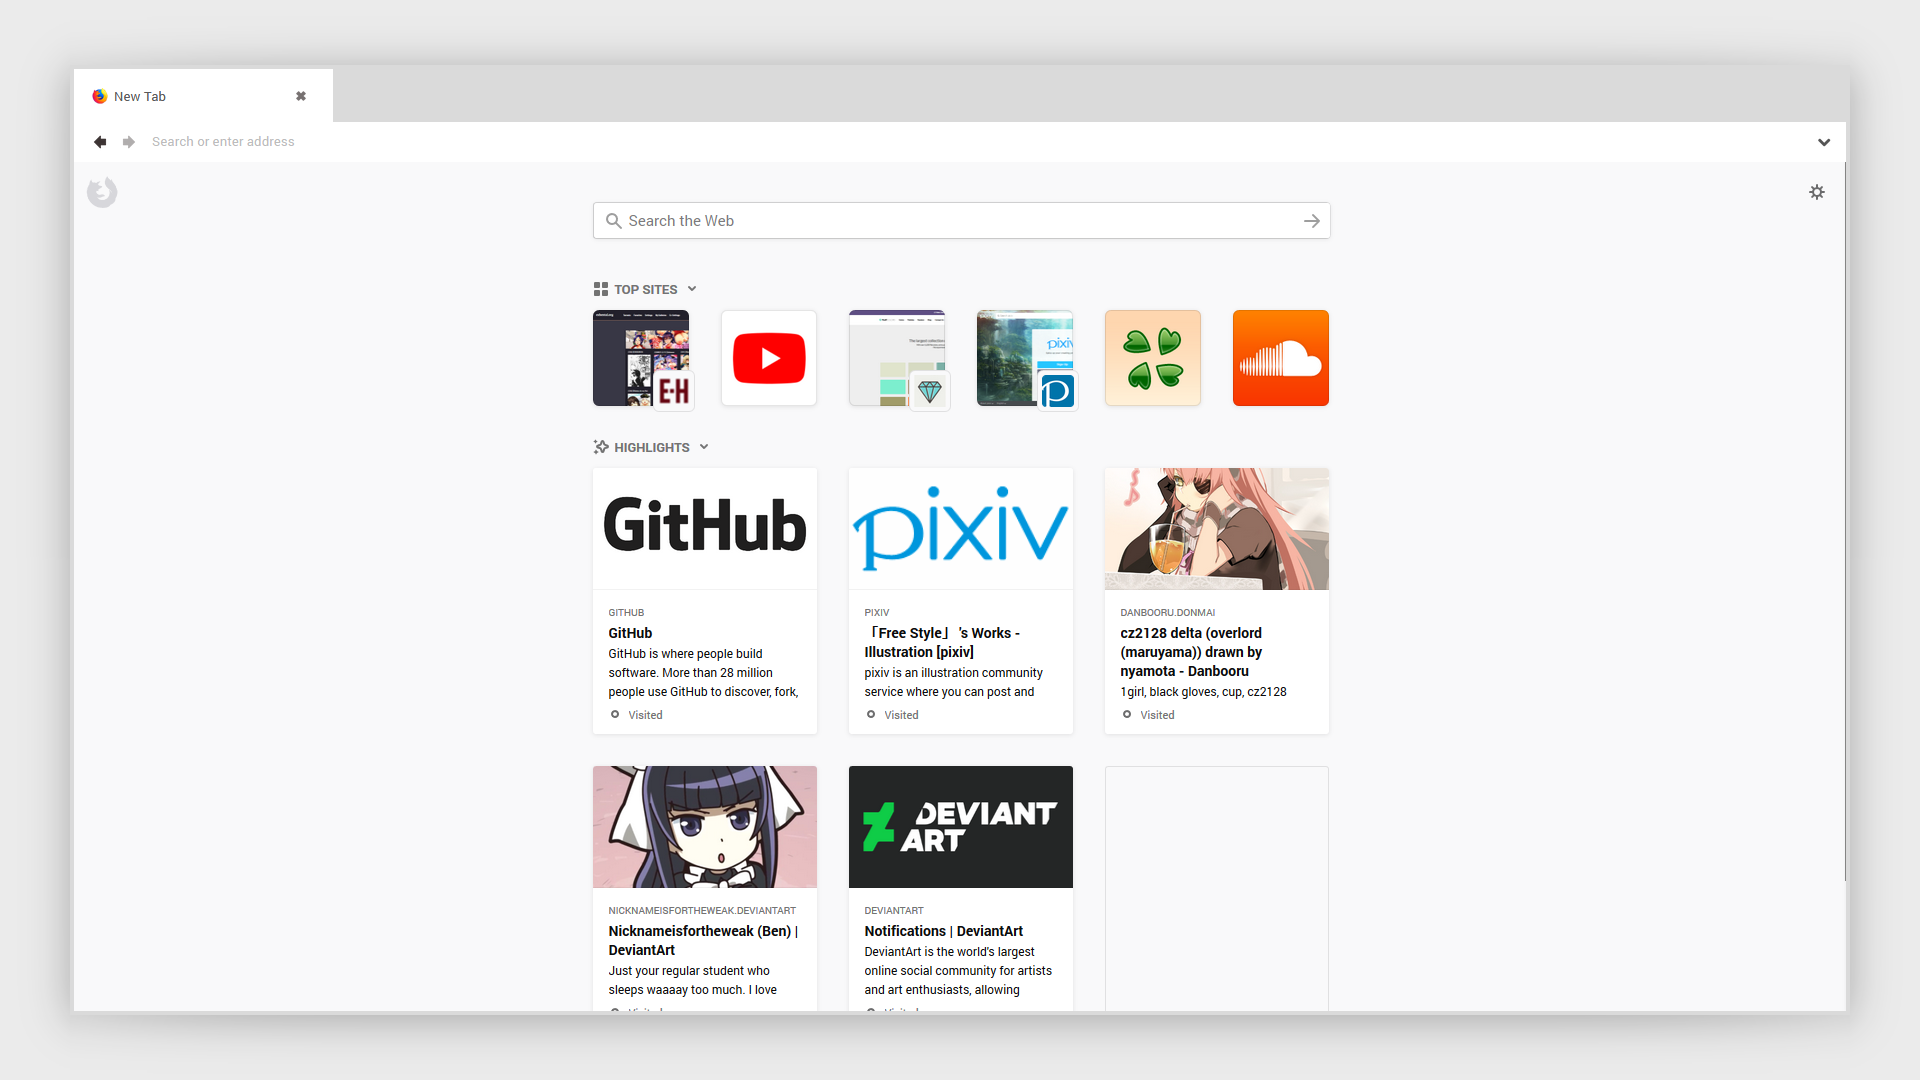 New Tab
Search or enter address
Search the Web
TOP SITES
E-H
pixiv
P
HIGHLIGHTS
GitHub
pixiv
GITHUB
GitHub
GitHub is where people build
software. More than 28 million
people use GitHub to discover, fork,
Visited
PIXIV
「Free Style」 's Works -
Illustration [pixiv]
pixiv is an illustration community
service where you can post and
Visited
DANBOORU.DONMAI
cz2128 delta (overlord
(maruyama)) drawn by
nyamota - Danbooru
1girl, black gloves, cup, cz2128
Visited
DEVIANT
ART
NICKNAMEISFORTHEWEAK.DEVIANTART
Nicknameisfortheweak (Ben) |
DeviantArt
Just your regular student who
sleeps waaaay too much. I love
Visited
DEVIANTART
Notifications | DeviantArt
DeviantArt is the world's largest
online social community for artists
and art enthusiasts, allowing
Visited